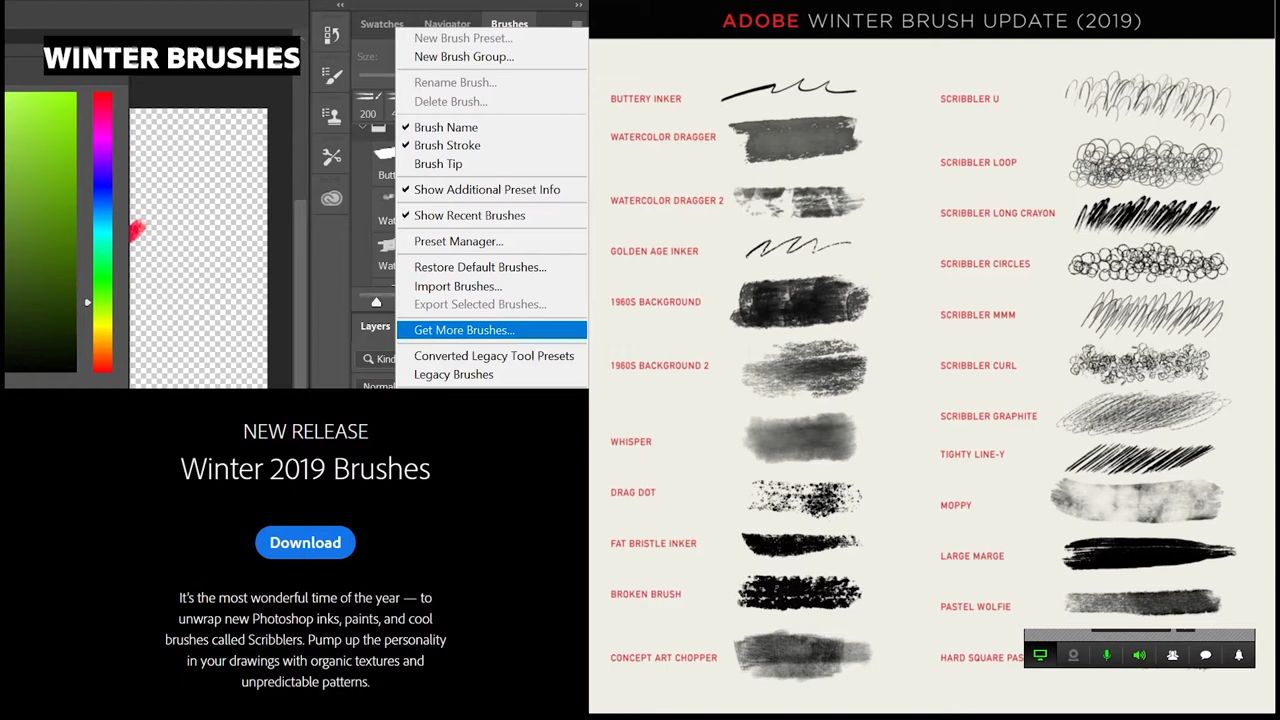 WINTER BRUSHES
Swatches
Navigator
Brushes
Size:
200
New Brush Preset...
New Brush Group...
Rename Brush...
Delete Brush...
Brush Name
Brush Stroke
Brush Tip
Show Additional Preset Info
Show Recent Brushes
Preset Manager...
Restore Default Brushes...
Import Brushes...
Export Selected Brushes...
Get More Brushes...
Converted Legacy Tool Presets
Legacy Brushes
Layers
NEW RELEASE
Winter 2019 Brushes
Download
It's the most wonderful time of the year — to
unwrap new Photoshop inks, paints, and cool
brushes called Scribblers. Pump up the personality
in your drawings with organic textures and
unpredictable patterns.
ADOBE WINTER BRUSH UPDATE (2019)
BUTTERY INKER
WATERCOLOR DRAGGER
WATERCOLOR DRAGGER 2
GOLDEN AGE INKER
1960S BACKGROUND
1960S BACKGROUND 2
WHISPER
DRAG DOT
FAT BRISTLE INKER
BROKEN BRUSH
CONCEPT ART CHOPPER
SCRIBBLER U
SCRIBBLER LOOP
SCRIBBLER LONG CRAYON
SCRIBBLER CIRCLES
SCRIBBLER MMM
SCRIBBLER CURL
SCRIBBLER GRAPHITE
TIGHTY LINE-Y
MOPPY
LARGE MARGE
PASTEL WOLFIE
HARD SQUARE PAS